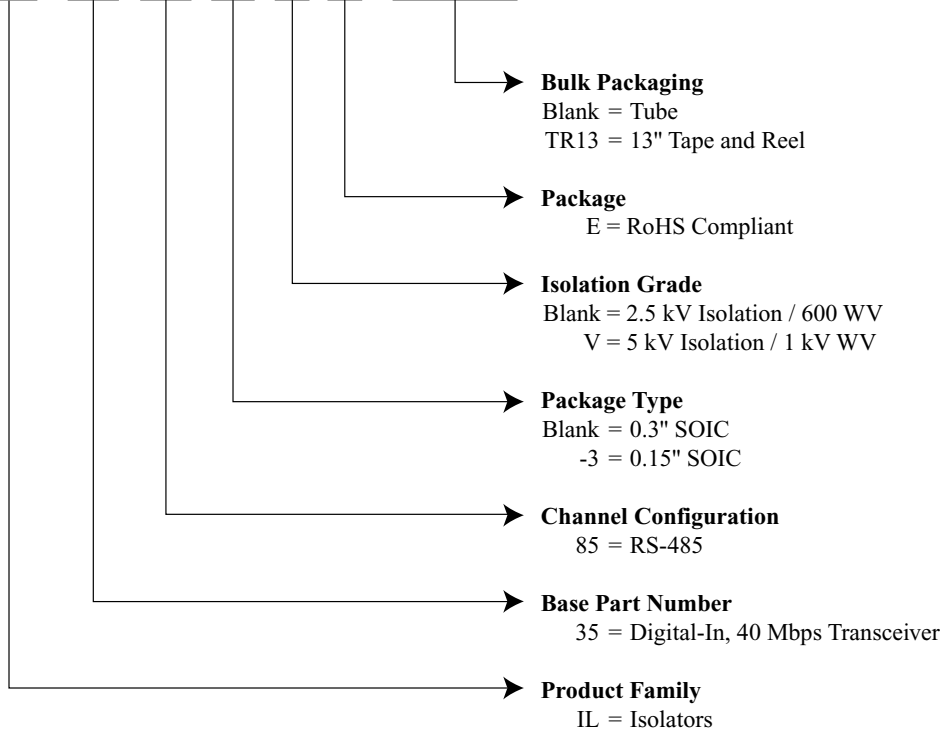 Bulk Packaging
Blank = Tube
TR13 = 13" Tape and Reel
Package
E = RoHS Compliant
Isolation Grade
Blank = 2.5 kV Isolation / 600 WV
V = 5 kV Isolation / 1 kV WV
Package Type
Blank = 0.3" SOIC
-3 = 0.15" SOIC
Channel Configuration
85 = RS-485
Base Part Number
35 = Digital-In, 40 Mbps Transceiver
Product Family
IL = Isolators